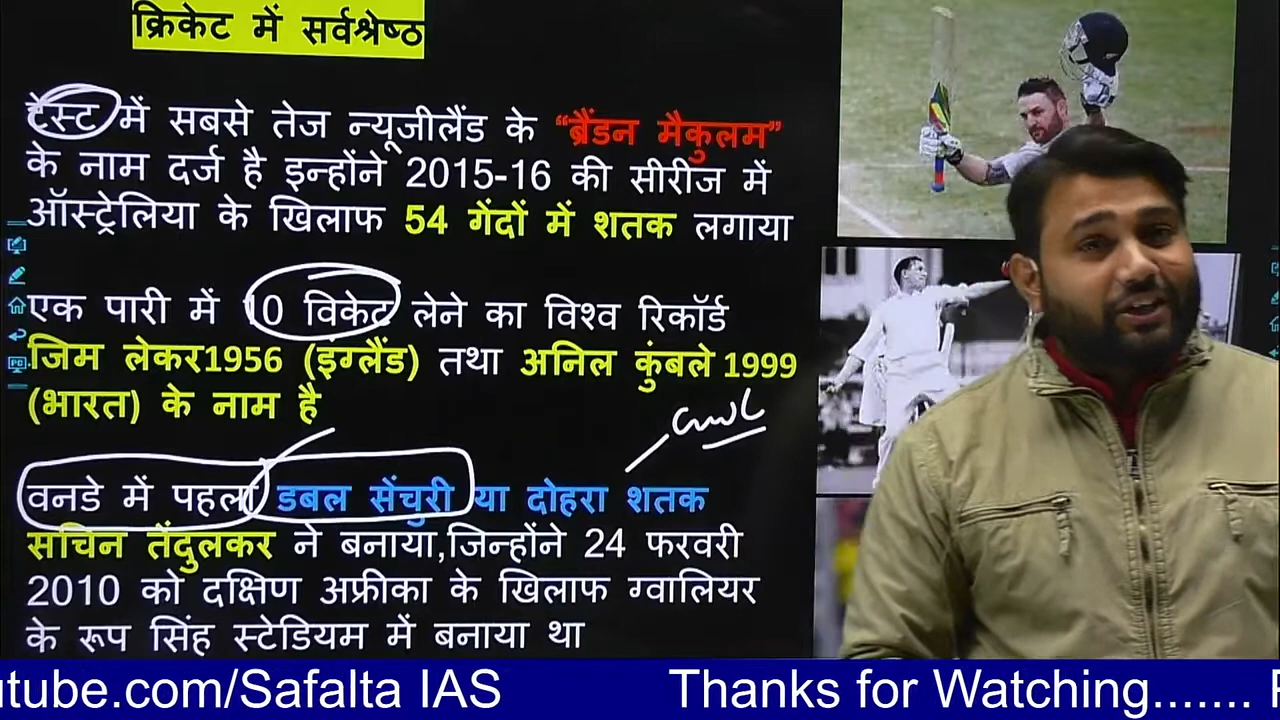 क्रिकेट में सर्वश्रेष्ठ
टेस्ट में सबसे तेज न्यूजीलैंड के “ब्रैंडन मैकुलम”
के नाम दर्ज है इन्होंने 2015-16 की सीरीज में
ऑस्ट्रेलिया के खिलाफ 54 गेंदों में शतक लगाया
एक पारी में 10 विकेट लेने का विश्व रिकॉर्ड
जिम लेकर1956 (इग्लैंड) तथा अनिल कुंबले 1999
(भारत) के नाम है
वनडे में पहला डबल सेंचुरी या दोहरा शतक
सचिन तेंदुलकर ने बनाया,जिन्होंने 24 फरवरी
2010 को दक्षिण अफ्रीका के खिलाफ ग्वालियर
के रूप सिंह स्टेडियम में बनाया था
utube.com/Safalta IAS Thanks for Watching....... P